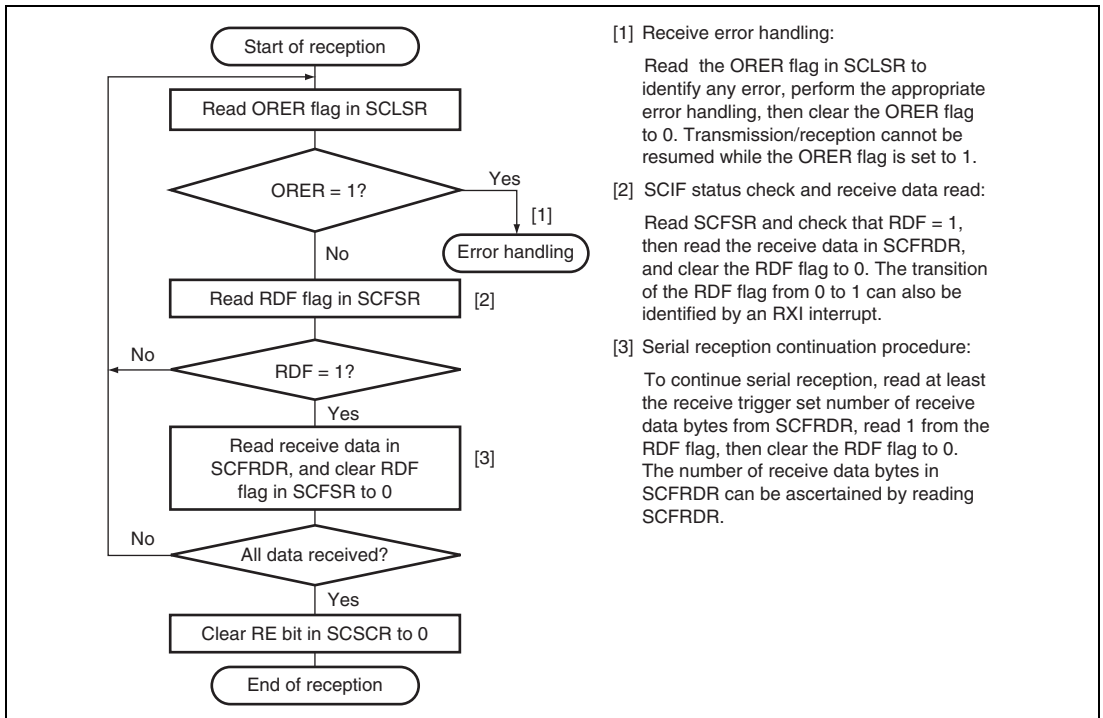 Start of reception
Read ORER flag in SCLSR
ORER = 1?
Yes
[1]
Error handling
No
Read RDF flag in SCFSR
[2]
No
RDF = 1?
Yes
Read receive data in
SCFRDR, and clear RDF
flag in SCFSR to 0
[3]
No
All data received?
Yes
Clear RE bit in SCSCR to 0
End of reception
[1] Receive error handling:
Read the ORER flag in SCLSR to
identify any error, perform the appropriate
error handling, then clear the ORER flag
to 0. Transmission/reception cannot be
resumed while the ORER flag is set to 1.
[2] SCIF status check and receive data read:
Read SCFSR and check that RDF = 1,
then read the receive data in SCFRDR,
and clear the RDF flag to 0. The transition
of the RDF flag from 0 to 1 can also be
identified by an RXI interrupt.
[3] Serial reception continuation procedure:
To continue serial reception, read at least
the receive trigger set number of receive
data bytes from SCFRDR, read 1 from the
RDF flag, then clear the RDF flag to 0.
The number of receive data bytes in
SCFRDR can be ascertained by reading
SCFRDR.